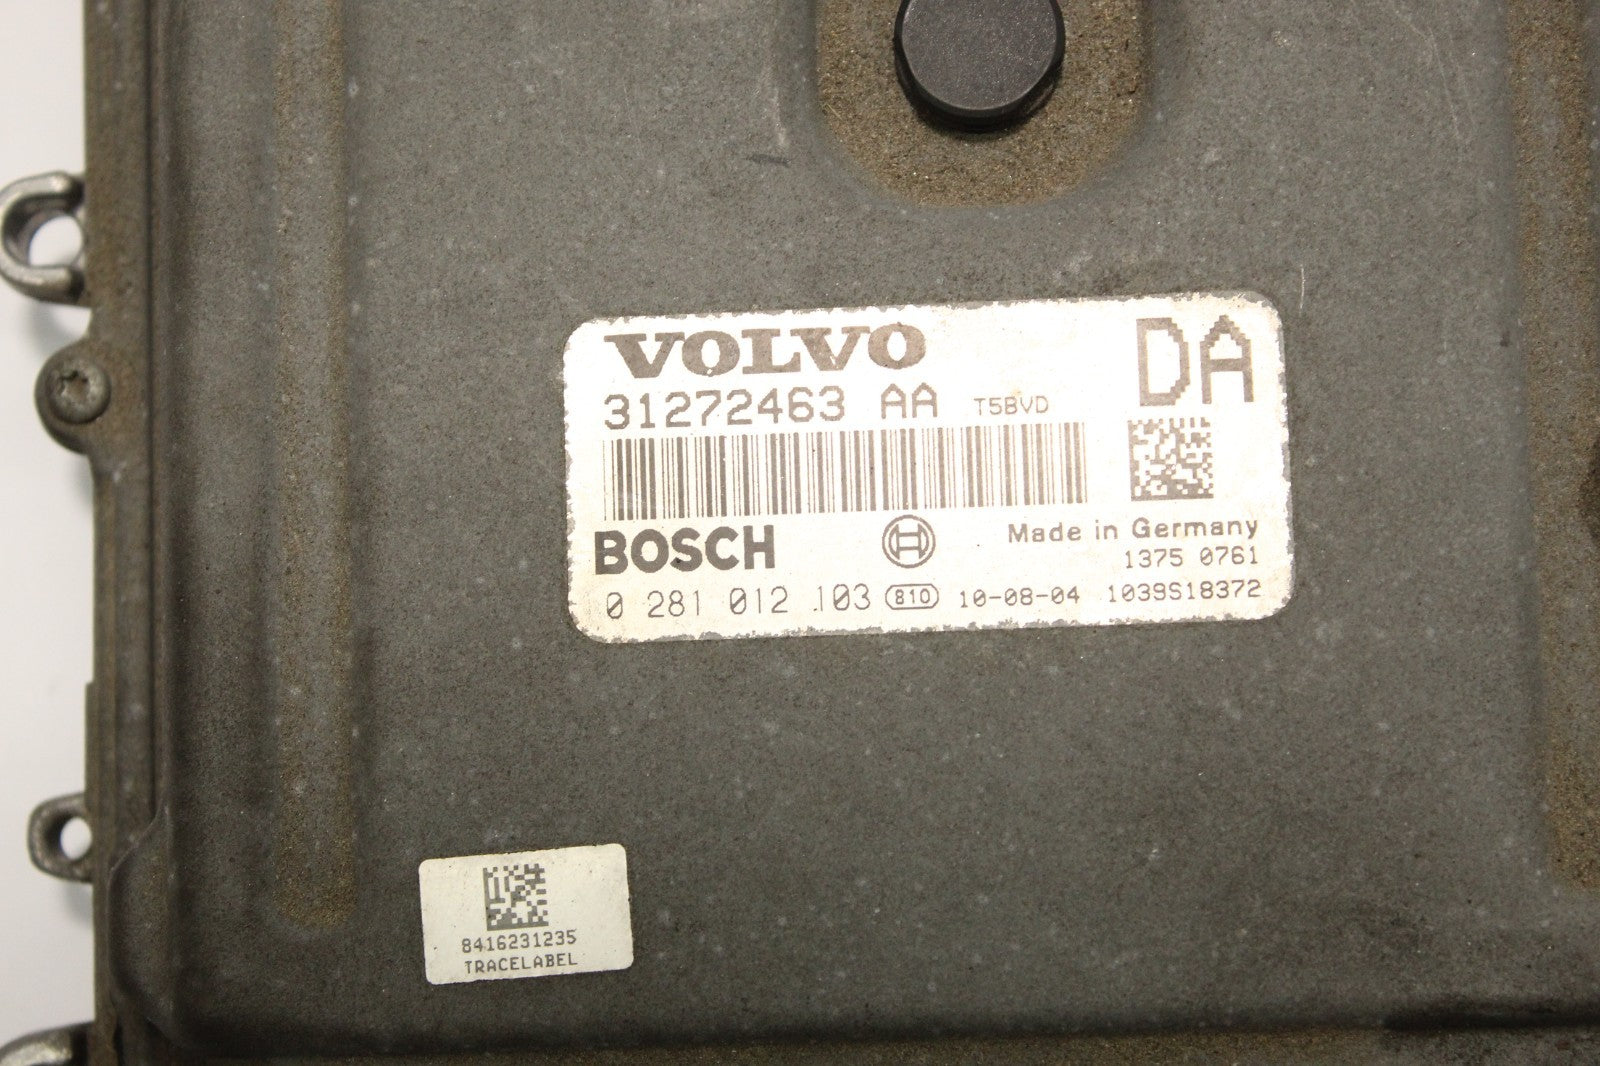 VOLVO
DA
31272463 AA T5BVD
BOSCH
Made in Germany
1375 0761
0 281 012 103 810 10-08-04 1039S18372
8416231235
TRACELABEL